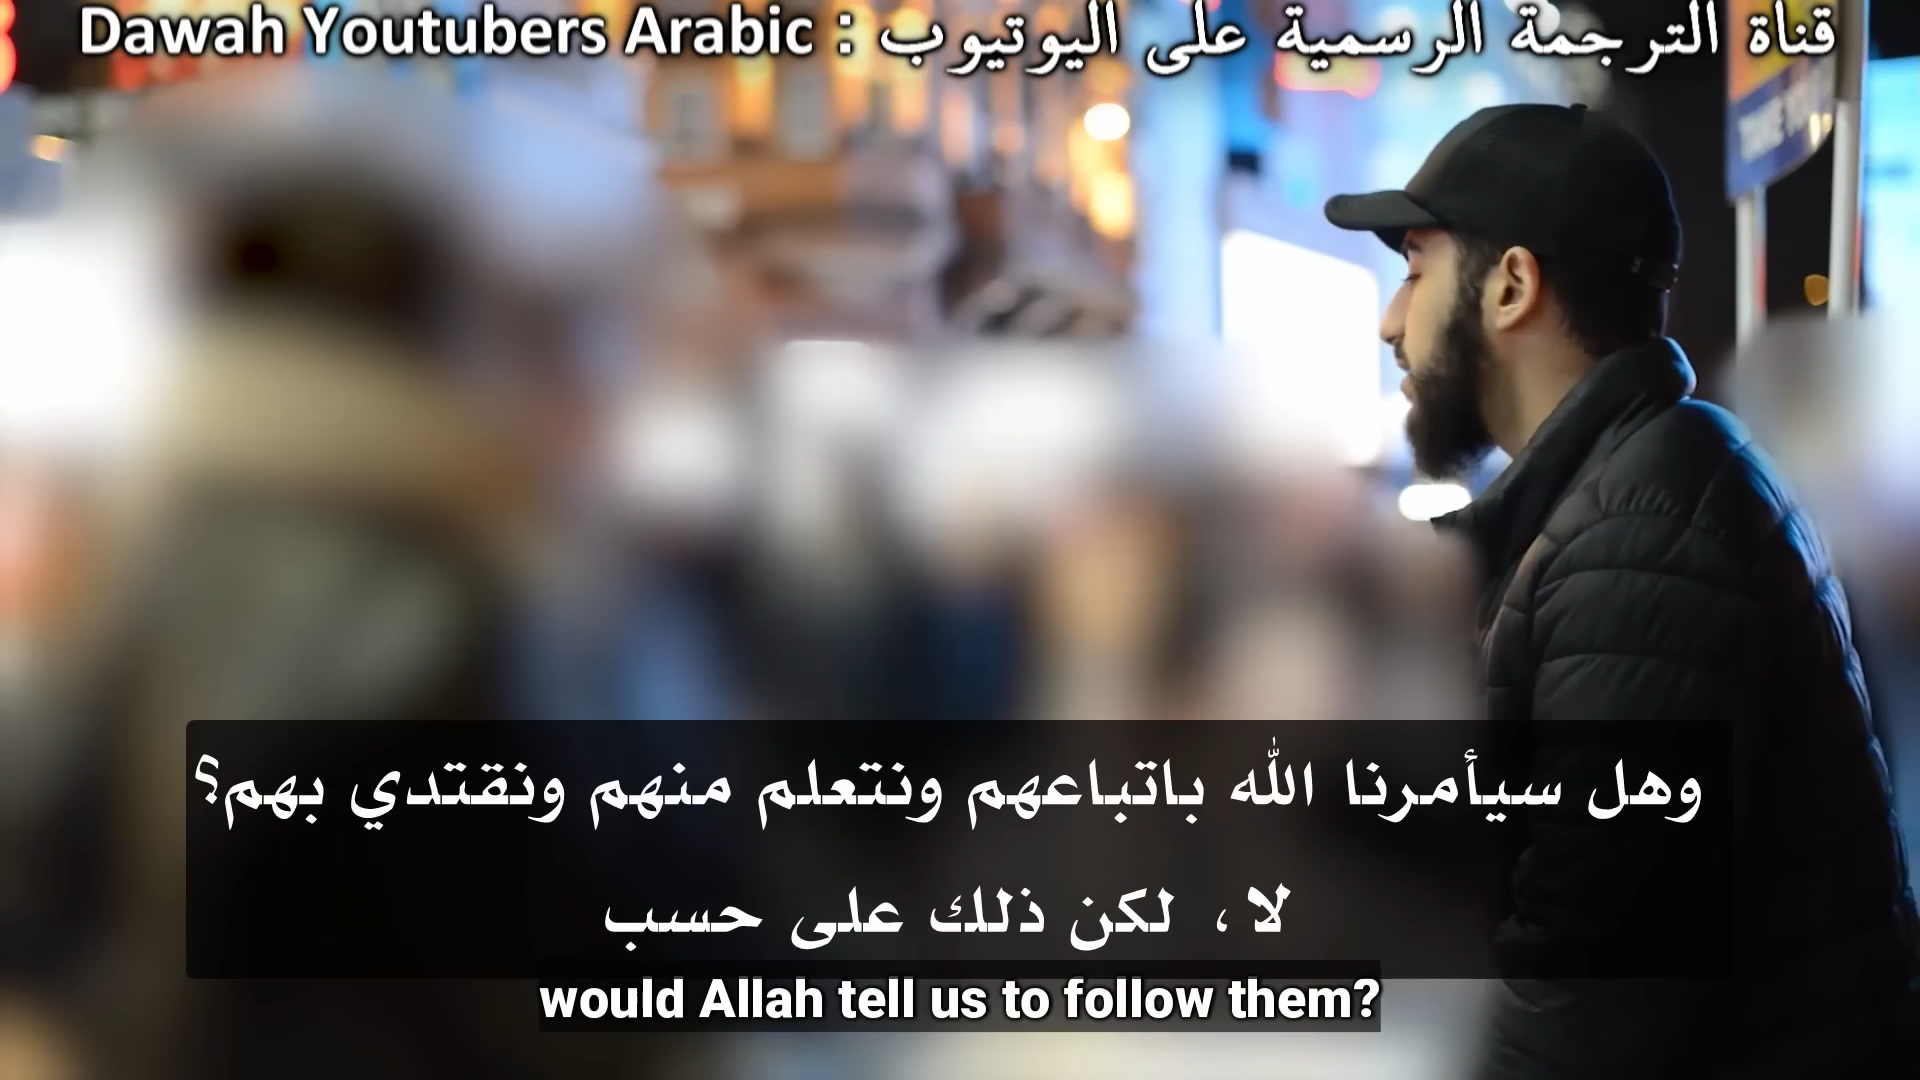 قناة الترجمة الرسمية على اليوتيوب : Dawah Youtubers Arabic
وهل سيأمرنا الله باتباعهم ونتعلم منهم ونقتدي بهم؟
لا ، لكن ذلك على حسب
would Allah tell us to follow them?